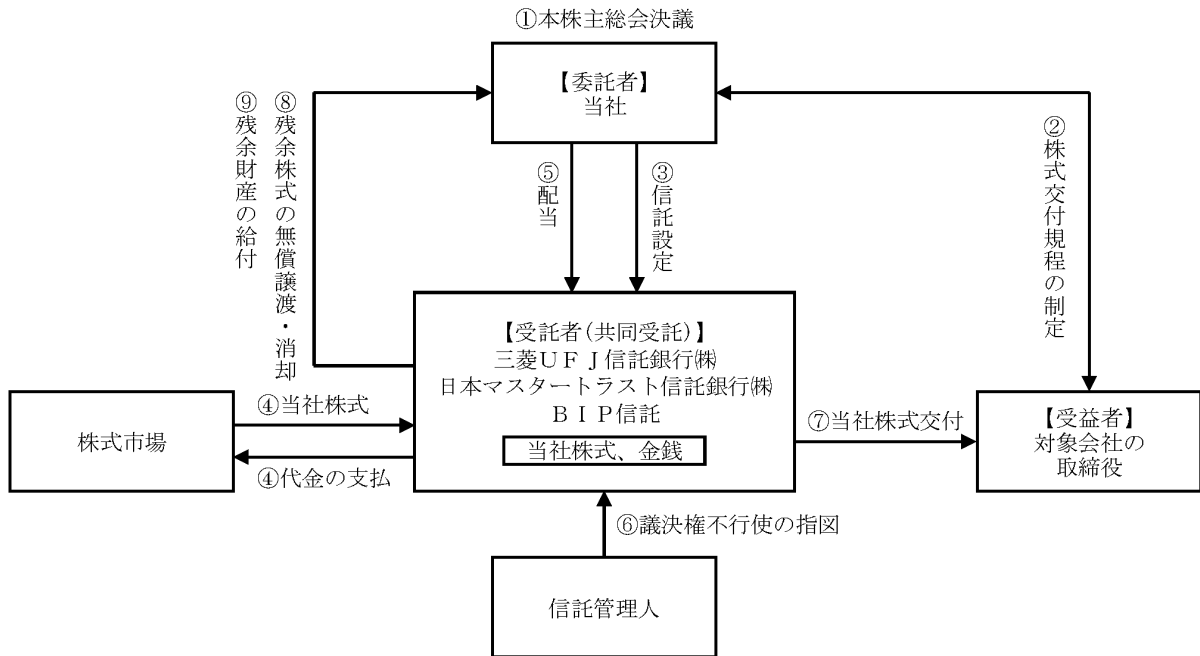 ①本株主総会決議
【委託者】
当社
⑨残余財産の給付
⑧残余株式の無償譲渡・消却
⑤配当
③信託設定
②株式交付規程の制定
【受託者(共同受託)】
三菱UFJ信託銀行㈱
日本マスタートラスト信託銀行㈱
BIP信託
当社株式、金銭
株式市場
④当社株式
④代金の支払
⑦当社株式交付
【受益者】
対象会社の
取締役
⑥議決権不行使の指図
信託管理人